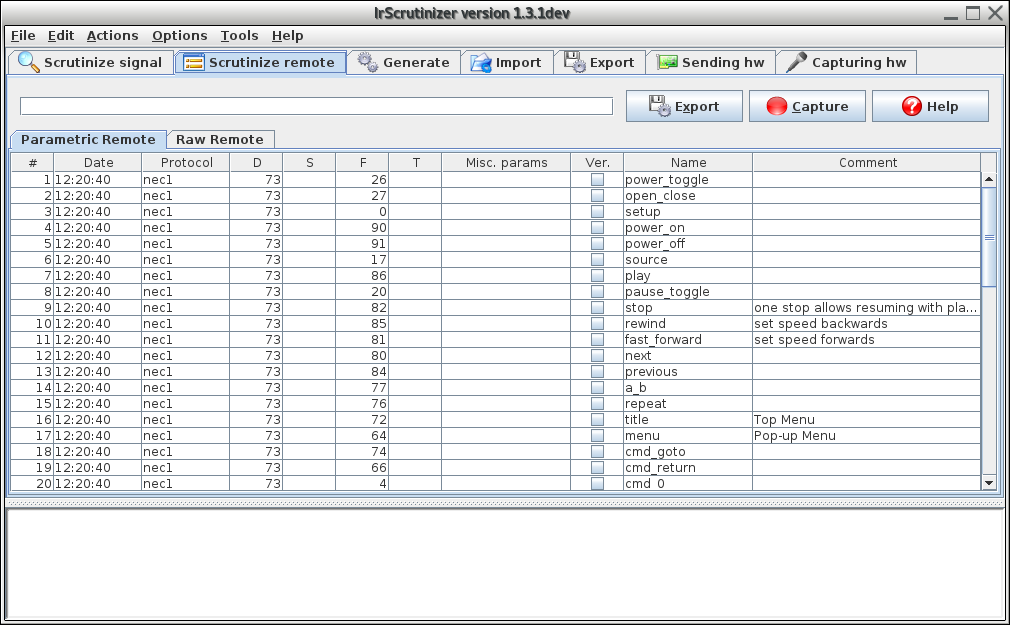 IrScrutinizer version 1.3.1dev
File Edit Actions Options Tools Help
Scrutinize signal Scrutinize remote Generate Import Export Sending hw Capturing hw
Export Capture Help
Parametric Remote Raw Remote
# Date Protocol D S F T Misc. params Ver. Name Comment
1 12:20:40 nec1 73 26 power_toggle
2 12:20:40 nec1 73 27 open_close
3 12:20:40 nec1 73 0 setup
4 12:20:40 nec1 73 90 power_on
5 12:20:40 nec1 73 91 power_off
6 12:20:40 nec1 73 17 source
7 12:20:40 nec1 73 86 play
8 12:20:40 nec1 73 20 pause_toggle
9 12:20:40 nec1 73 82 stop one stop allows resuming with pla...
10 12:20:40 nec1 73 85 rewind set speed backwards
11 12:20:40 nec1 73 81 fast_forward set speed forwards
12 12:20:40 nec1 73 80 next
13 12:20:40 nec1 73 84 previous
14 12:20:40 nec1 73 77 a_b
15 12:20:40 nec1 73 76 repeat
16 12:20:40 nec1 73 72 title Top Menu
17 12:20:40 nec1 73 64 menu Pop-up Menu
18 12:20:40 nec1 73 74 cmd_goto
19 12:20:40 nec1 73 66 cmd_return
20 12:20:40 nec1 73 4 cmd_0